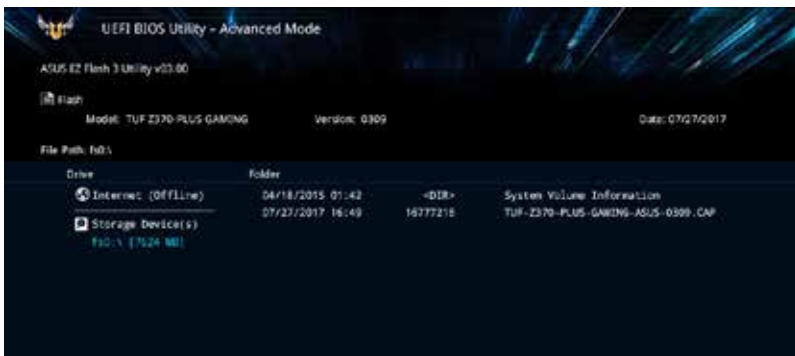 UEFI BIOS Utility – Advanced Mode
ASUS EZ Flash 3 Utility v03.00
Flash
Model: TUF Z370-PLUS GAMING Version: 0309 Date: 07/27/2017
File Path: fs0:\
Drive Folder
Internet (Offline) 04/18/2015 01:42 <DIR> System Volume Information
07/27/2017 16:49 16777216 TUF-Z370-PLUS-GAMING-ASUS-0309.CAP
Storage Device(s)
fs0:\ [7624 MB]